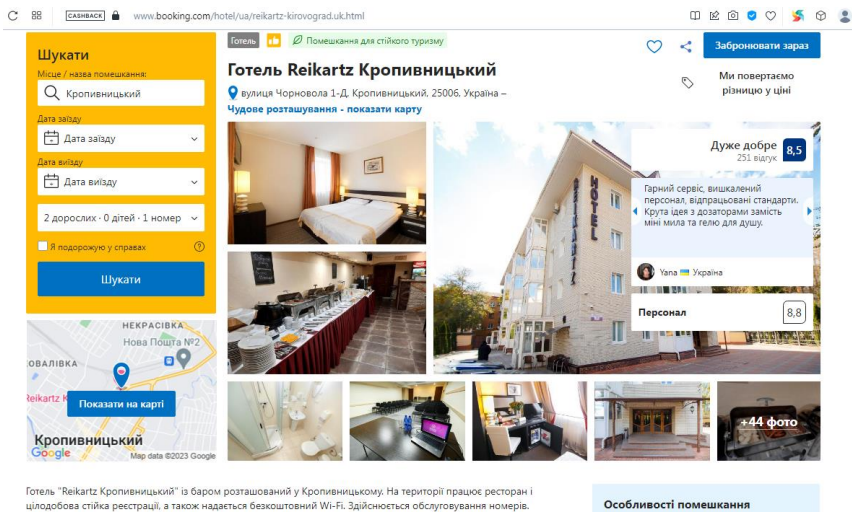 CASHBACK
www.booking.com/hotel/ua/reikartz-kirovograd.uk.html
Шукати
Місце / назва помешкання:
Кропивницький
Дата заїзду
Дата заїзду
Дата виїзду
Дата виїзду
2 дорослих · 0 дітей · 1 номер
Я подорожую у справах
Шукати
НЕКРАСІВКА
Нова Пошта №2
ОВАЛІВКА
Reikartz К
Показати на карті
Кропивницький
Google
Map data ©2023 Google
Готель
Помешкання для стійкого туризму
Забронювати зараз
Готель Reikartz Кропивницький
Ми повертаємо
різницю у ціні
вулиця Чорновола 1-Д, Кропивницький, 25006, Україна –
Чудове розташування - показати карту
HOTEL
REIKARTZ
Дуже добре
8,5
251 відгук
Гарний сервіс, вишкалений
персонал, відпрацьовані стандарти.
Крута ідея з дозаторами замість
міні мила та гелю для душу.
Yana
Україна
Персонал
8,8
+44 фото
Готель "Reikartz Кропивницький" із баром розташований у Кропивницькому. На території працює ресторан і
цілодобова стійка реєстрації, а також надається безкоштовний Wi-Fi. Здійснюється обслуговування номерів.
Особливості помешкання